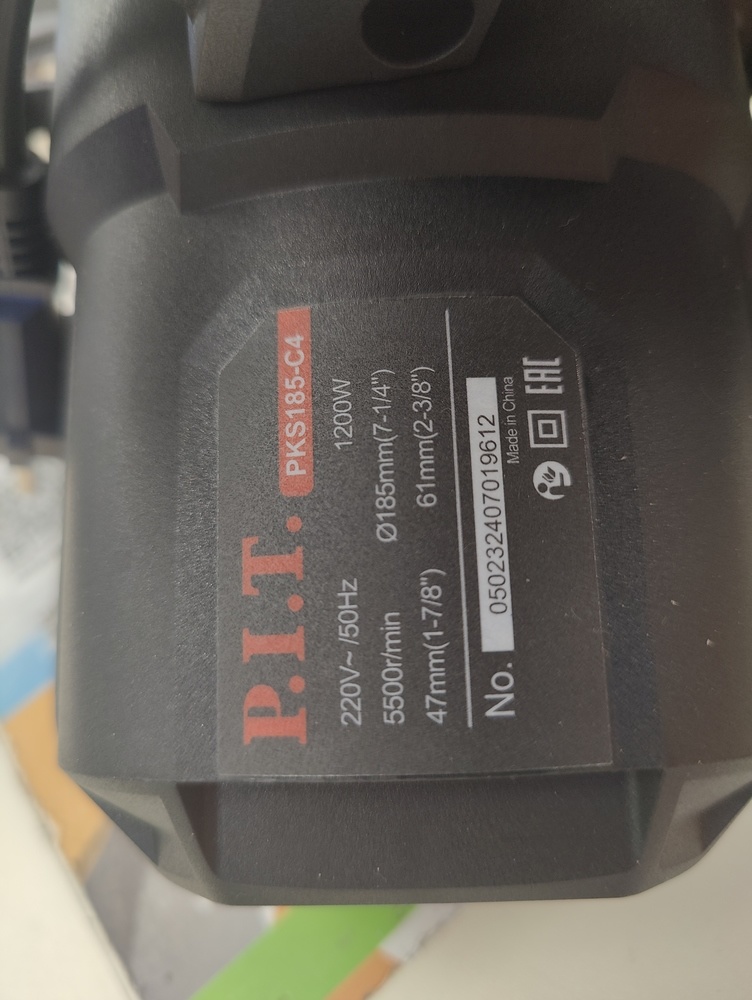 P.I.T. PKS185-C4
220V~ /50Hz 1200W
5500r/min Ø185mm(7-1/4")
47mm(1-7/8") 61mm(2-3/8")
No. 050232407019612
Made in China
EAC